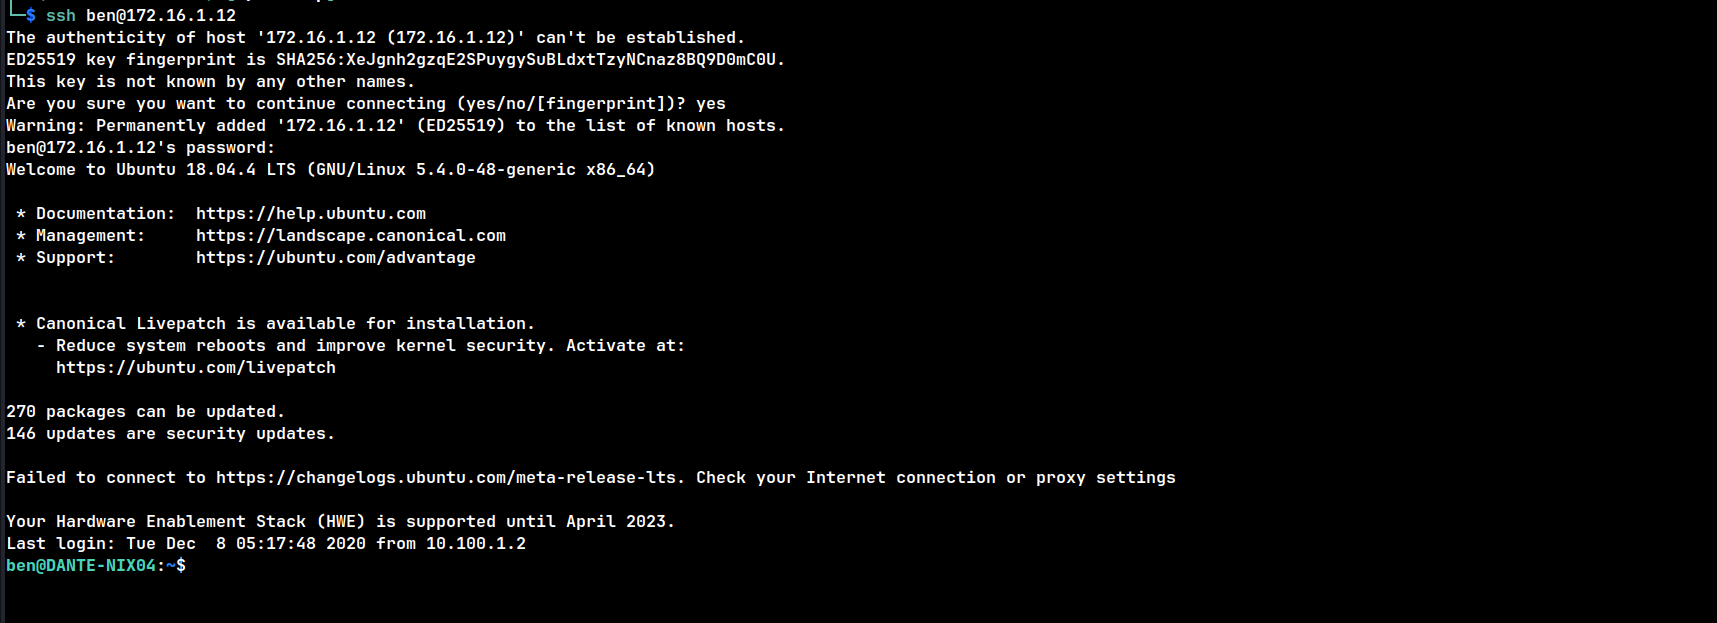 └─$ ssh ben@172.16.1.12
The authenticity of host '172.16.1.12 (172.16.1.12)' can't be established.
ED25519 key fingerprint is SHA256:XeJgnh2gzqE2SPuygySuBLdxtTzyNCnaz8BQ9D0mC0U.
This key is not known by any other names.
Are you sure you want to continue connecting (yes/no/[fingerprint])? yes
Warning: Permanently added '172.16.1.12' (ED25519) to the list of known hosts.
ben@172.16.1.12's password:
Welcome to Ubuntu 18.04.4 LTS (GNU/Linux 5.4.0-48-generic x86_64)
* Documentation:  https://help.ubuntu.com
* Management:     https://landscape.canonical.com
* Support:        https://ubuntu.com/advantage
* Canonical Livepatch is available for installation.
- Reduce system reboots and improve kernel security. Activate at:
https://ubuntu.com/livepatch
270 packages can be updated.
146 updates are security updates.
Failed to connect to https://changelogs.ubuntu.com/meta-release-lts. Check your Internet connection or proxy settings
Your Hardware Enablement Stack (HWE) is supported until April 2023.
Last login: Tue Dec  8 05:17:48 2020 from 10.100.1.2
ben@DANTE-NIX04:~$